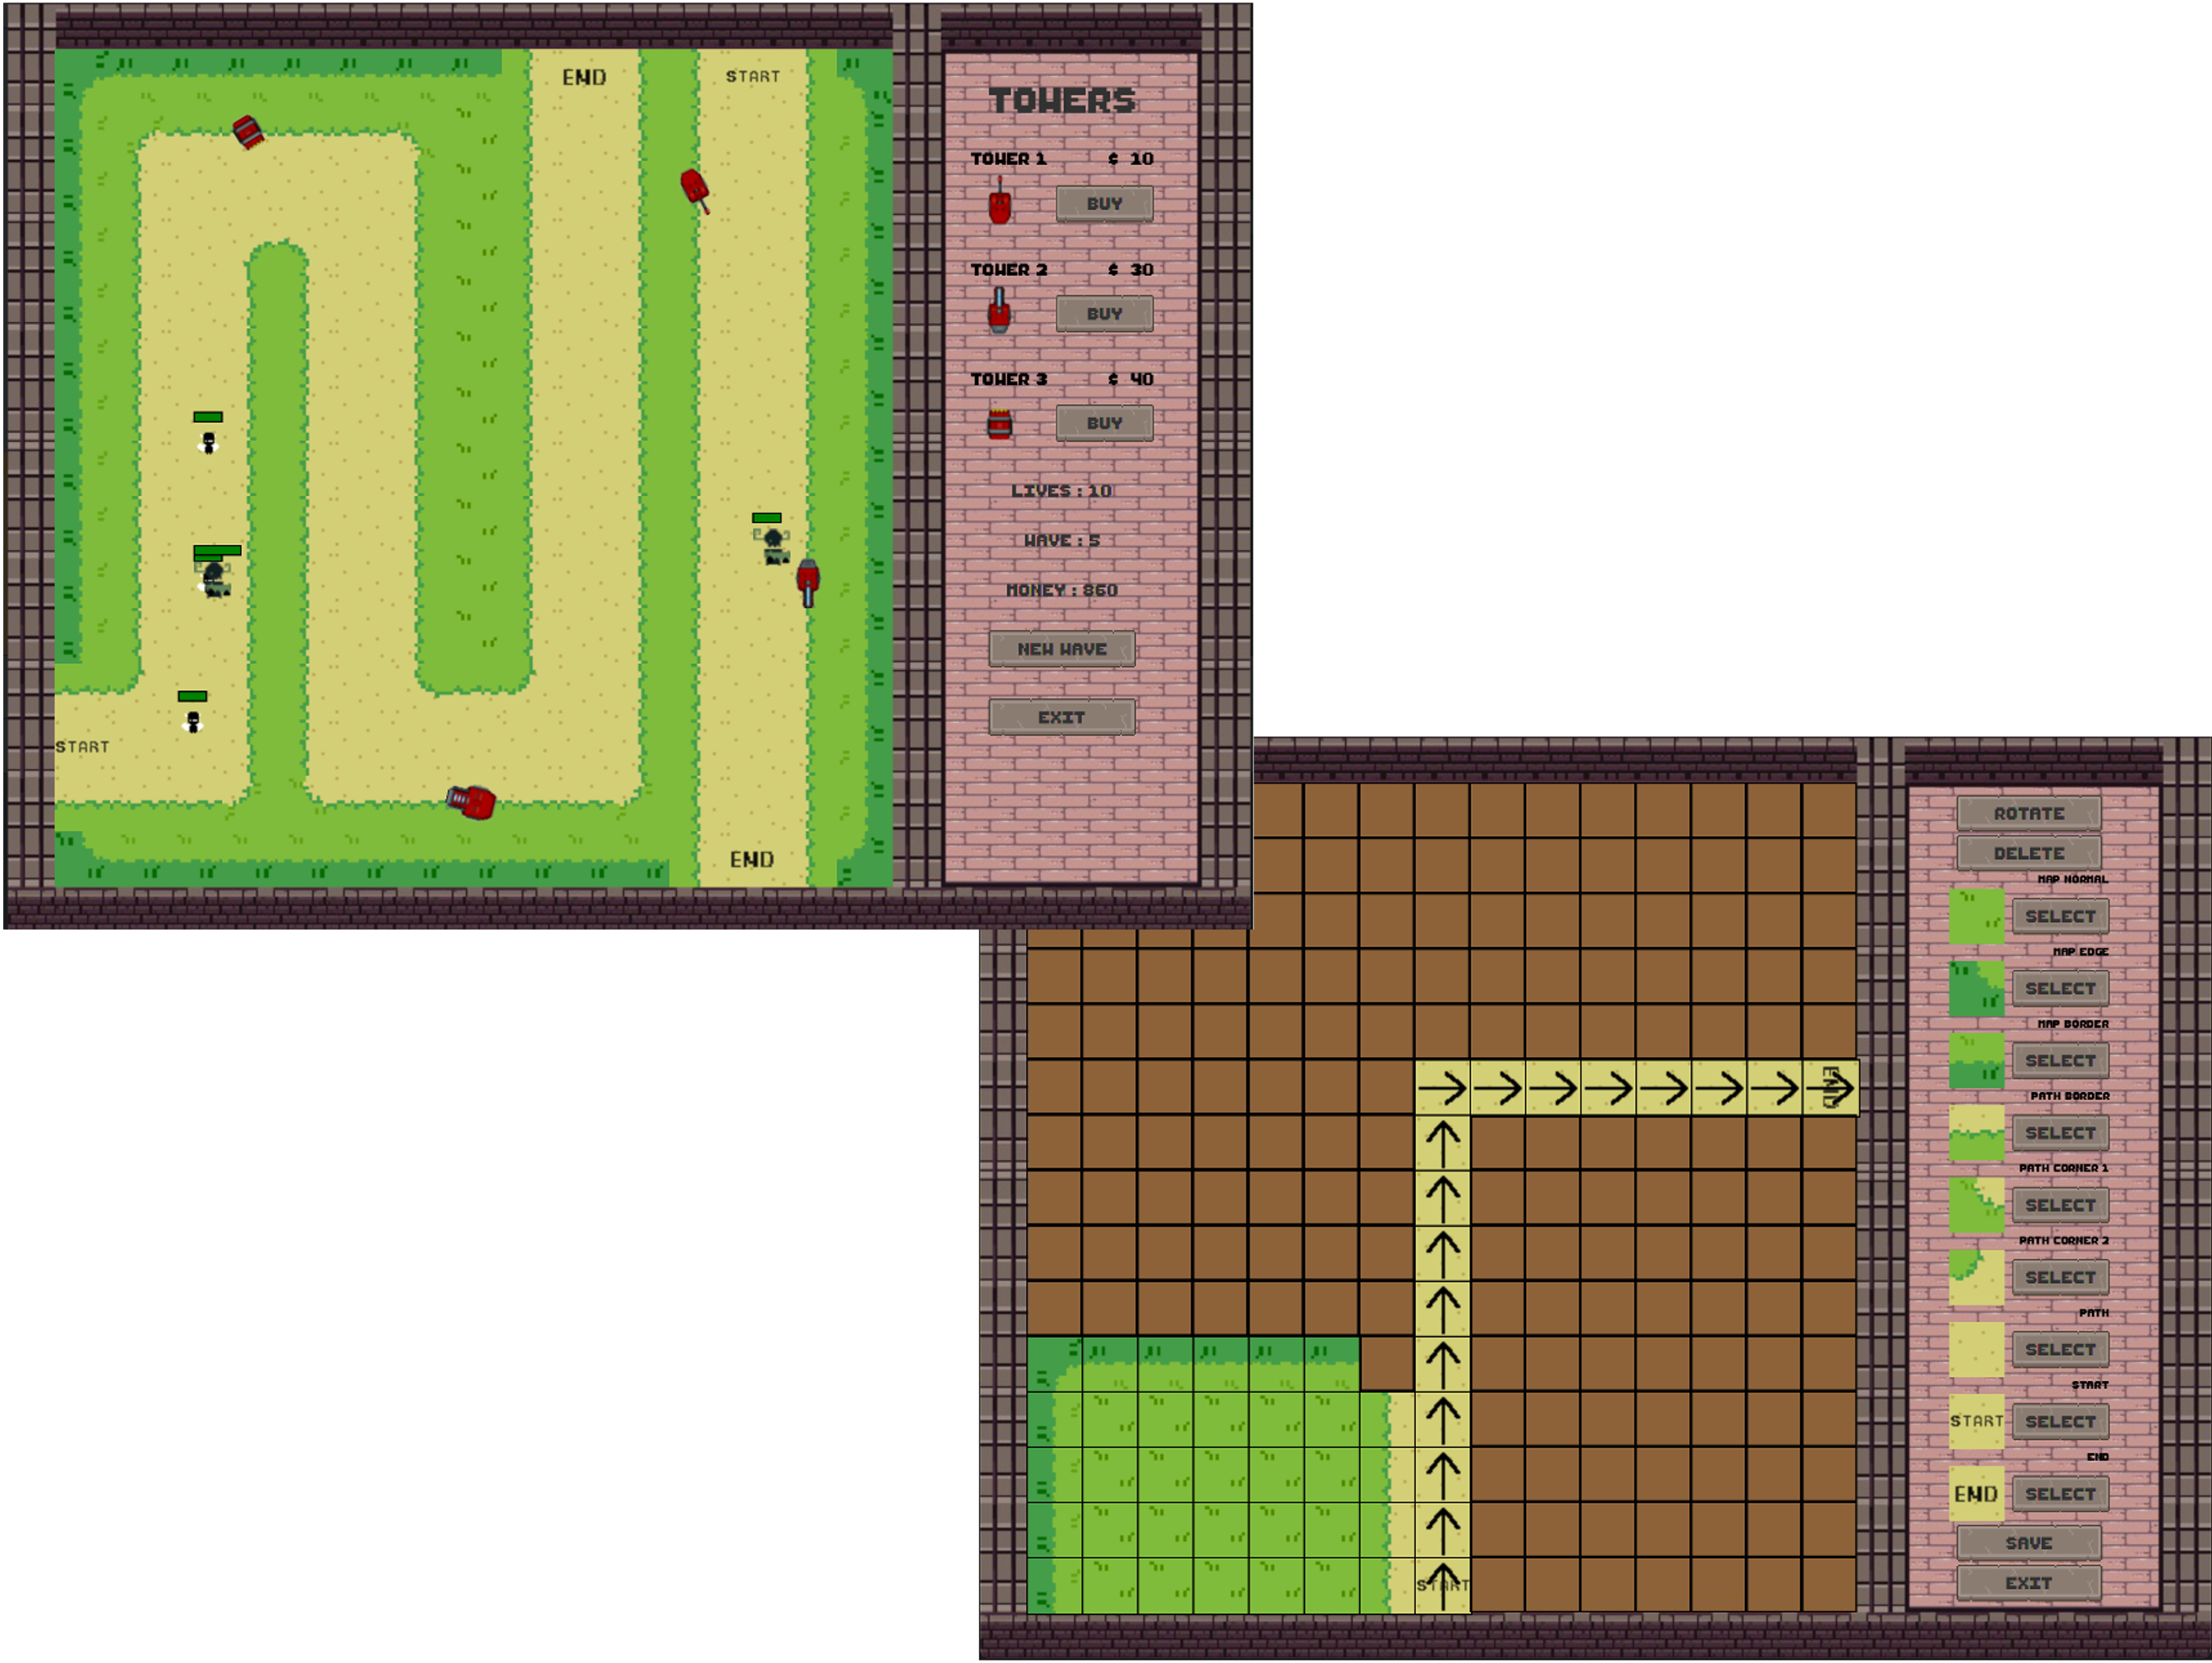 END
START
TOWERS
TOWER 1 $ 10
BUY
TOWER 2 $ 30
BUY
TOWER 3 $ 40
BUY
LIVES : 10
WAVE : 5
MONEY : 860
NEW WAVE
EXIT
START
END
ROTATE
DELETE
MAP NORMAL
SELECT
MAP EDGE
SELECT
MAP BORDER
SELECT
PATH BORDER
SELECT
PATH CORNER 1
SELECT
PATH CORNER 2
SELECT
PATH
SELECT
START
START SELECT
END
END SELECT
SAVE
EXIT
END
START